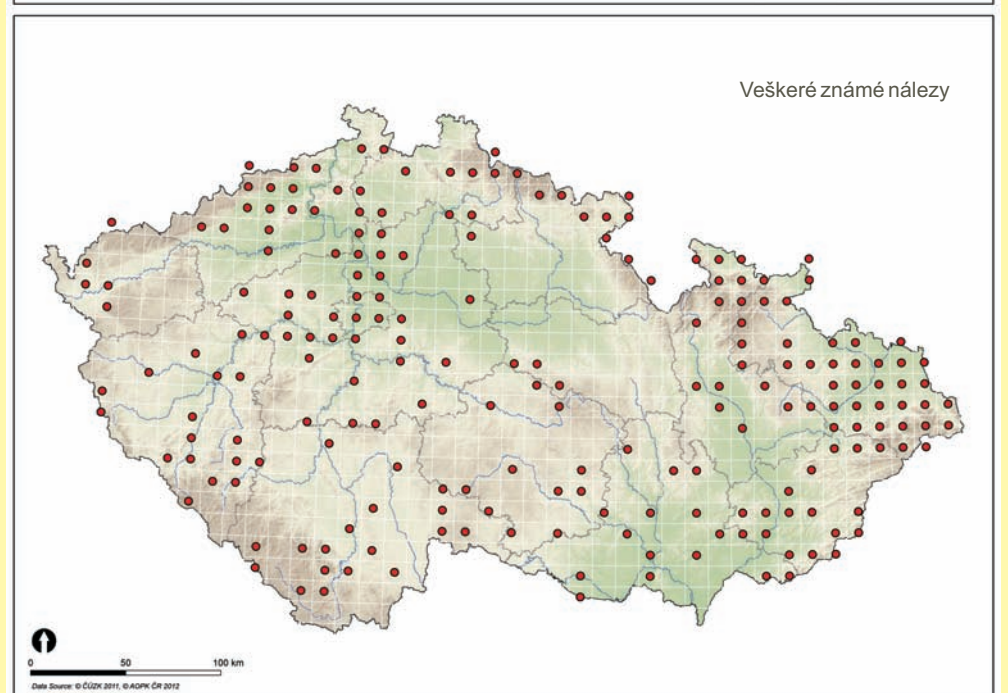 Veškeré známé nálezy
0 50 100 km
Data Source: © ČÚZK 2011, © AOPK ČR 2012